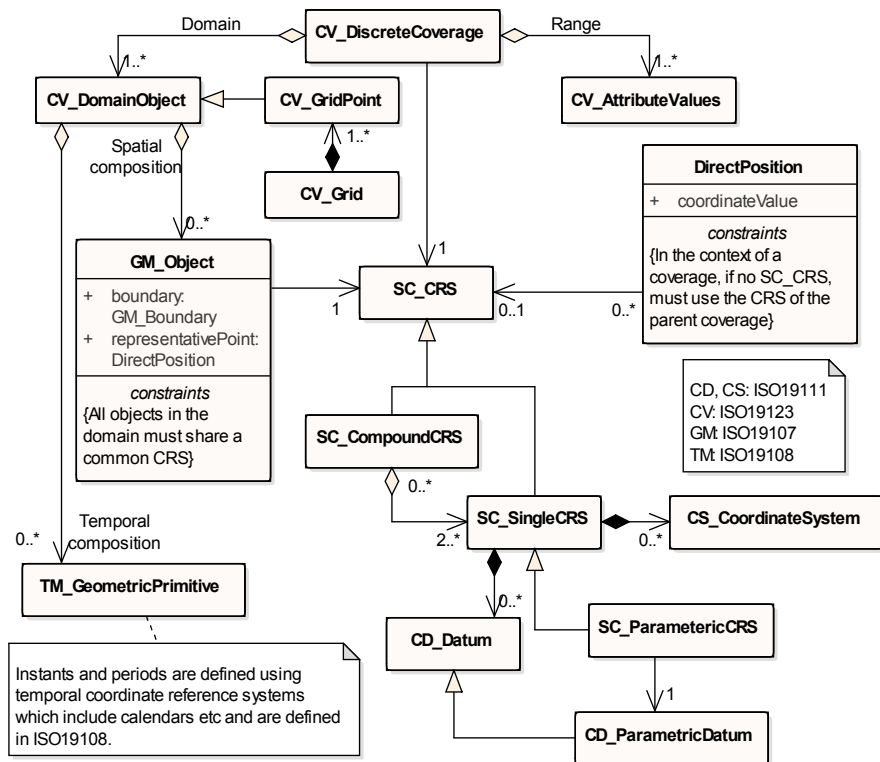 Domain
CV_DiscreteCoverage
Range
1..*
1..*
CV_DomainObject
CV_GridPoint
CV_AttributeValues
Spatial
composition
1..*
CV_Grid
DirectPosition
+ coordinateValue
constraints
{In the context of a
coverage, if no SC_CRS,
must use the CRS of the
parent coverage}
0..*
1
GM_Object
+ boundary:
GM_Boundary
+ representativePoint:
DirectPosition
constraints
{All objects in the
domain must share a
common CRS}
1
SC_CRS
0..1
0..*
CD, CS: ISO19111
CV: ISO19123
GM: ISO19107
TM: ISO19108
SC_CompoundCRS
0..*
SC_SingleCRS
2..*
CS_CoordinateSystem
0..*
Temporal
composition
0..*
TM_GeometricPrimitive
0..*
CD_Datum
SC_ParametericCRS
1
CD_ParametricDatum
Instants and periods are defined using
temporal coordinate reference systems
which include calendars etc and are defined
in ISO19108.